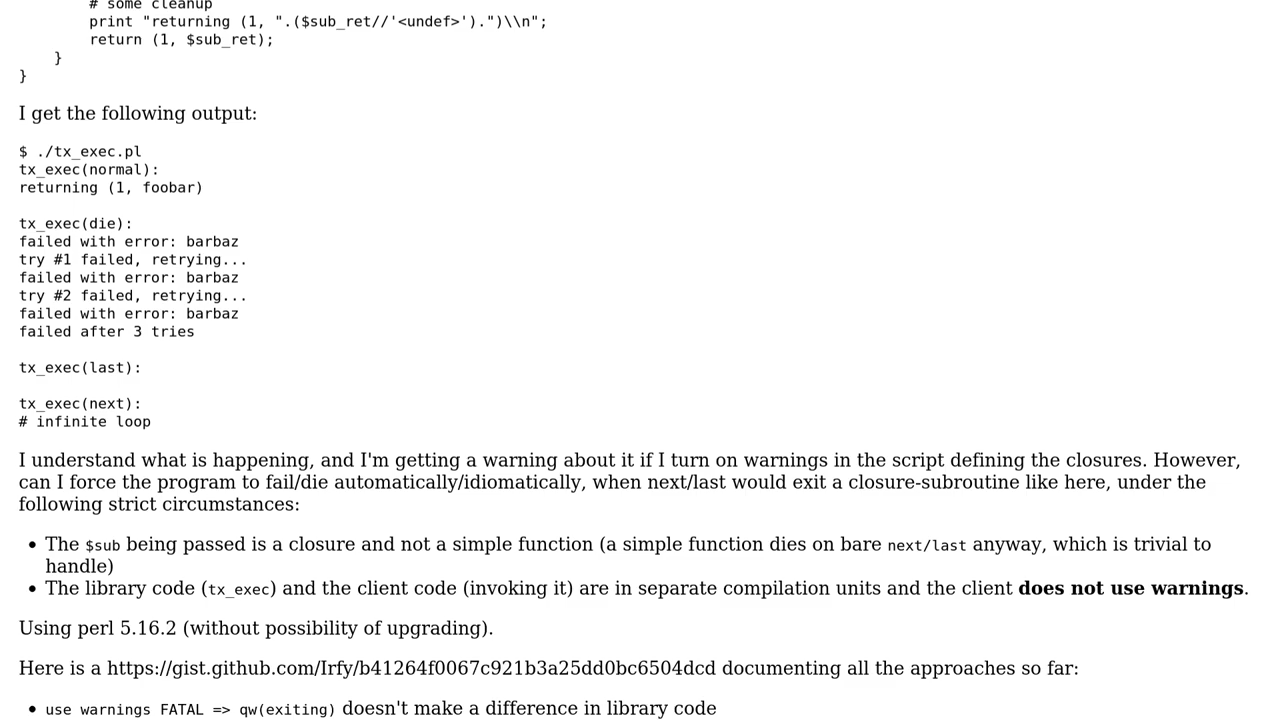 # some cleanup
print "returning (1, ".($sub_ret//'<undef>').")\\n";
return (1, $sub_ret);
}
}
I get the following output:
$ ./tx_exec.pl
tx_exec(normal):
returning (1, foobar)
tx_exec(die):
failed with error: barbaz
try #1 failed, retrying...
failed with error: barbaz
try #2 failed, retrying...
failed with error: barbaz
failed after 3 tries
tx_exec(last):
tx_exec(next):
# infinite loop
I understand what is happening, and I'm getting a warning about it if I turn on warnings in the script defining the closures. However,
can I force the program to fail/die automatically/idiomatically, when next/last would exit a closure-subroutine like here, under the
following strict circumstances:
• The $sub being passed is a closure and not a simple function (a simple function dies on bare next/last anyway, which is trivial to
handle)
• The library code (tx_exec) and the client code (invoking it) are in separate compilation units and the client does not use warnings.
Using perl 5.16.2 (without possibility of upgrading).
Here is a https://gist.github.com/Irfy/b41264f0067c921b3a25dd0bc6504dcd documenting all the approaches so far:
• use warnings FATAL => qw(exiting) doesn't make a difference in library code